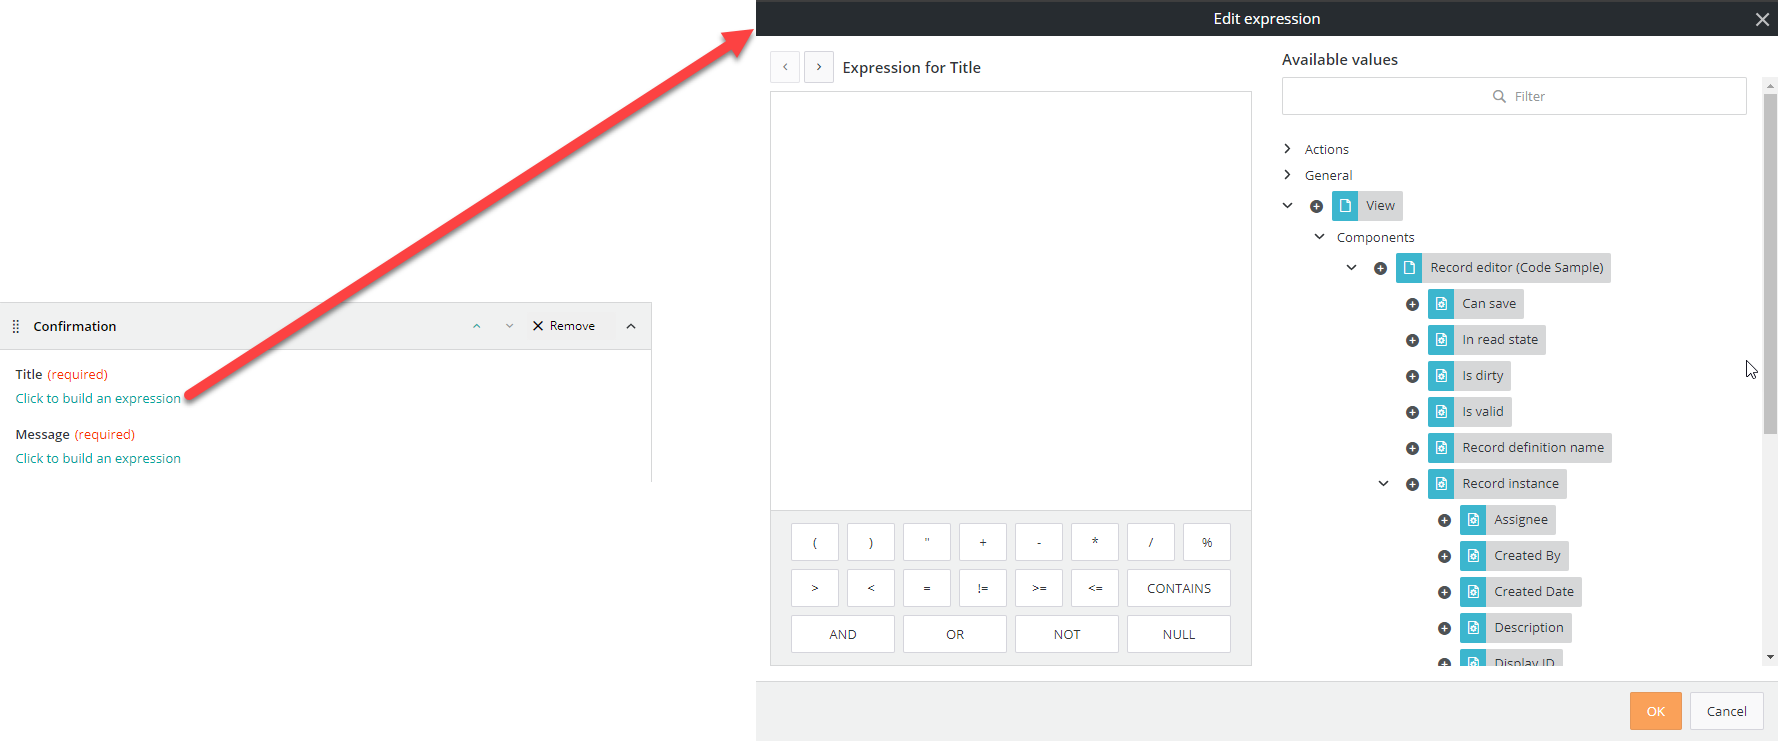 Confirmation
Remove
Title (required)
Click to build an expression
Message (required)
Click to build an expression
Edit expression
Expression for Title
( ) " + - * / %
> < = != >= <= CONTAINS
AND OR NOT NULL
Available values
Filter
Actions
General
View
Components
Record editor (Code Sample)
Can save
In read state
Is dirty
Is valid
Record definition name
Record instance
Assignee
Created By
Created Date
Description
Display ID
OK Cancel